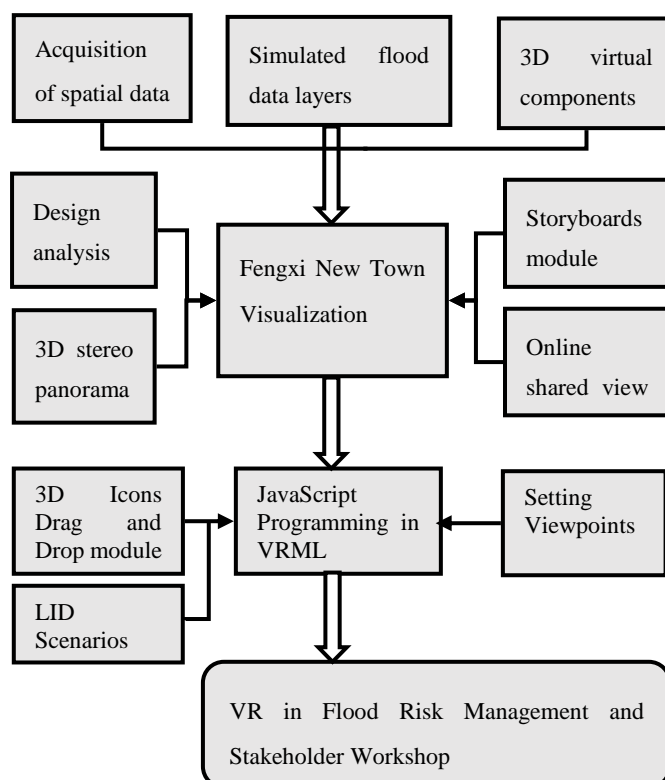 Acquisition
of spatial data
Simulated flood
data layers
3D virtual
components
Design
analysis
3D stereo
panorama
Fengxi New Town
Visualization
Storyboards
module
Online
shared view
3D Icons
Drag and
Drop module
LID
Scenarios
JavaScript
Programming in
VRML
Setting
Viewpoints
VR in Flood Risk Management and
Stakeholder Workshop